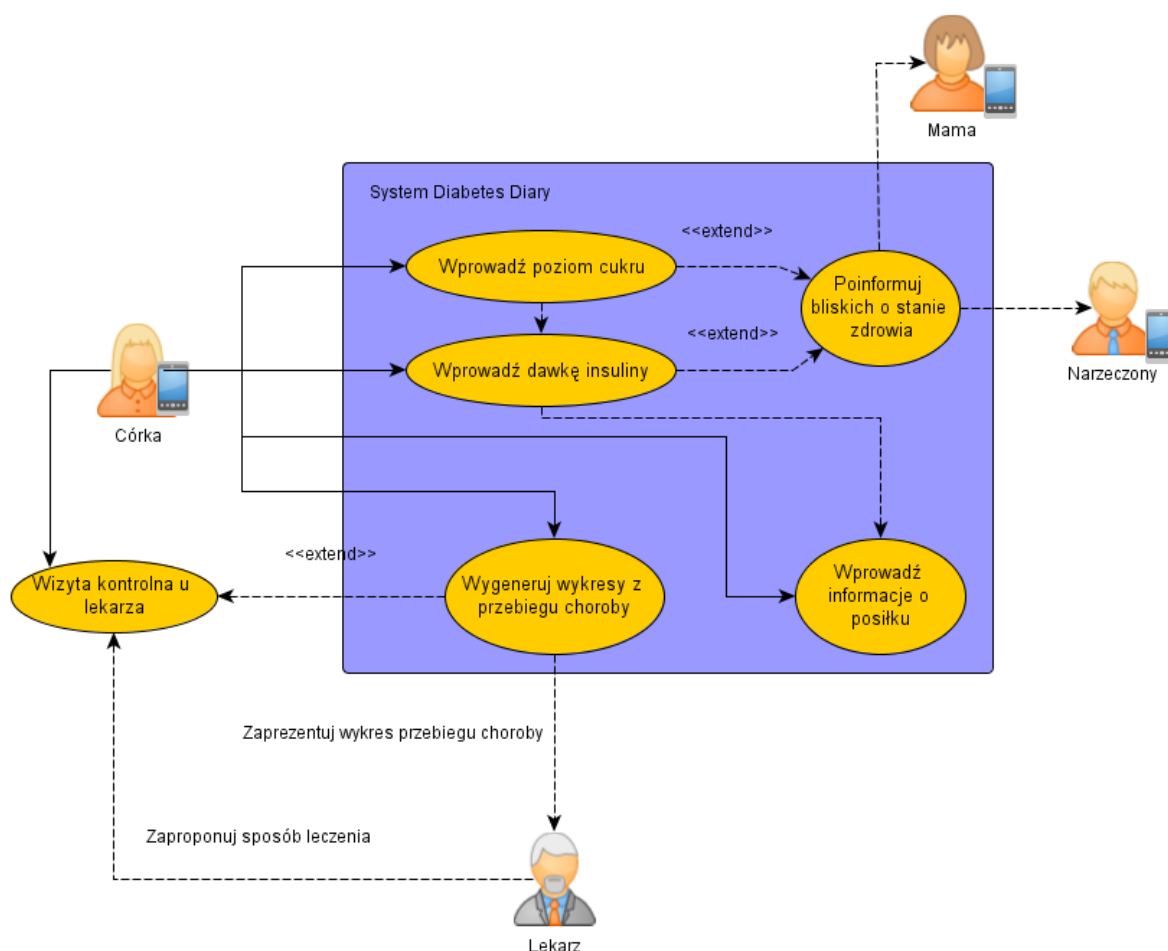 Mama
System Diabetes Diary
<<extend>>
Wprowadź poziom cukru
Poinformuj
bliskich o stanie
zdrowia
<<extend>>
Wprowadź dawkę insuliny
Narzeczony
Córka
<<extend>>
Wizyta kontrolna u
lekarza
Wygeneruj wykresy z
przebiegu choroby
Wprowadź
informacje o
posiłku
Zaprezentuj wykres przebiegu choroby
Zaproponuj sposób leczenia
Lekarz